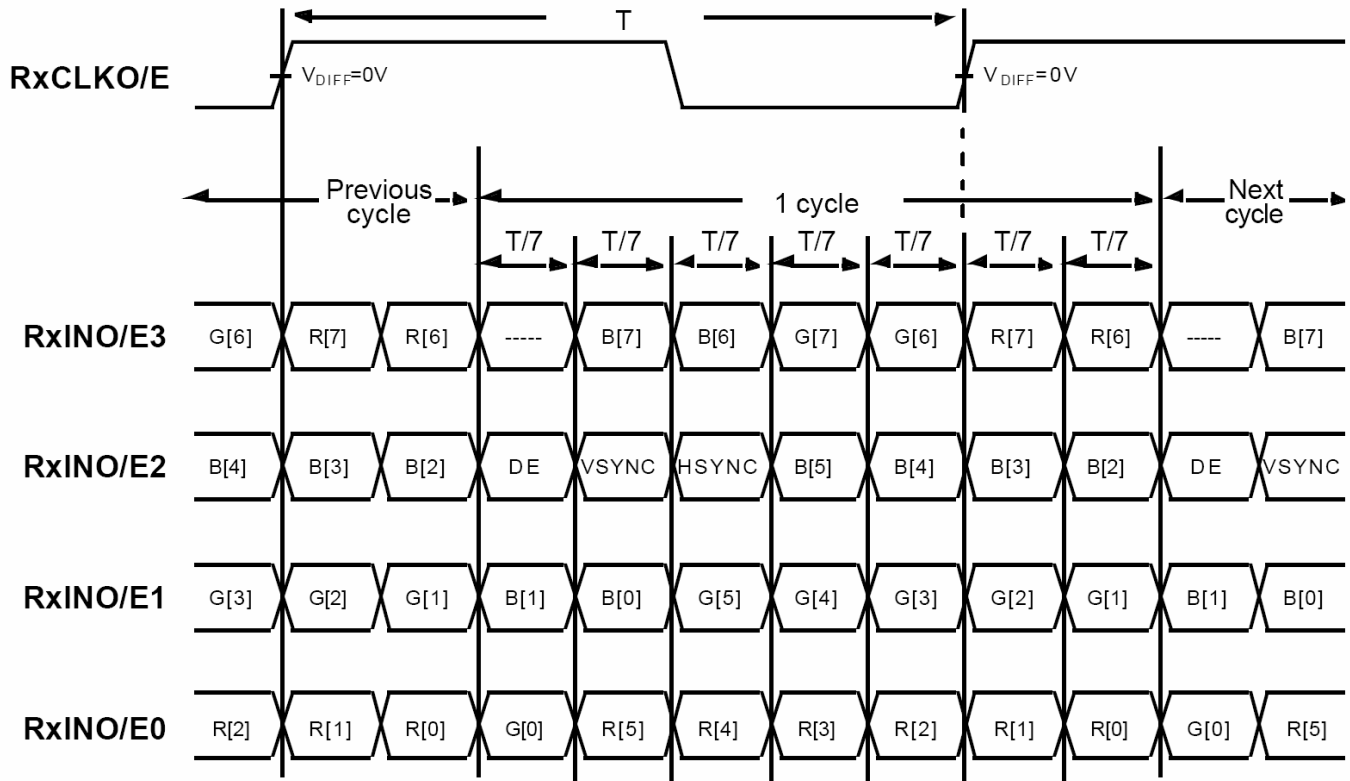 T
RxCLKO/E
VDIFF=0V
VDIFF=0V
Previous cycle
1 cycle
Next cycle
T/7 T/7 T/7 T/7 T/7 T/7 T/7
RxINO/E3 G[6] R[7] R[6] ----- B[7] B[6] G[7] G[6] R[7] R[6] ----- B[7]
RxINO/E2 B[4] B[3] B[2] DE VSYNC HSYNC B[5] B[4] B[3] B[2] DE VSYNC
RxINO/E1 G[3] G[2] G[1] B[1] B[0] G[5] G[4] G[3] G[2] G[1] B[1] B[0]
RxINO/E0 R[2] R[1] R[0] G[0] R[5] R[4] R[3] R[2] R[1] R[0] G[0] R[5]